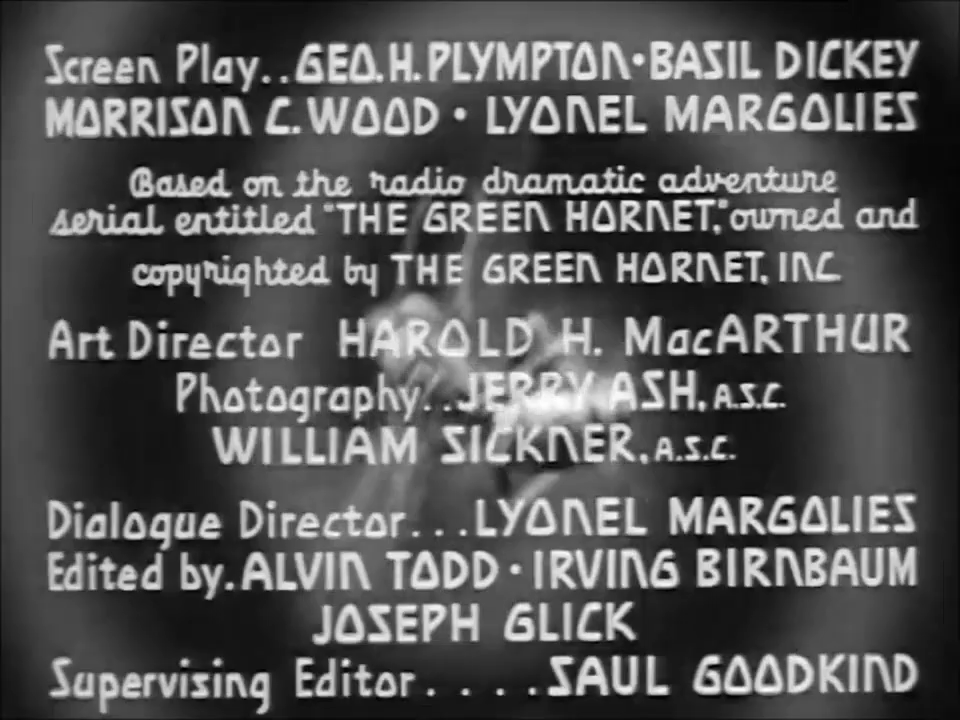 Screen Play..GEO.H.PLYMPTON•BASIL DICKEY
MORRISON C.WOOD • LYONEL MARGOLIES
Based on the radio dramatic adventure
serial entitled "THE GREEN HORNET," owned and
copyrighted by THE GREEN HORNET, INC
Art Director HAROLD H. MacARTHUR
Photography..JERRY ASH, A.S.C.
WILLIAM SICKNER, A.S.C.
Dialogue Director...LYONEL MARGOLIES
Edited by.ALVIN TODD•IRVING BIRNBAUM
JOSEPH GLICK
Supervising Editor....SAUL GOODKIND